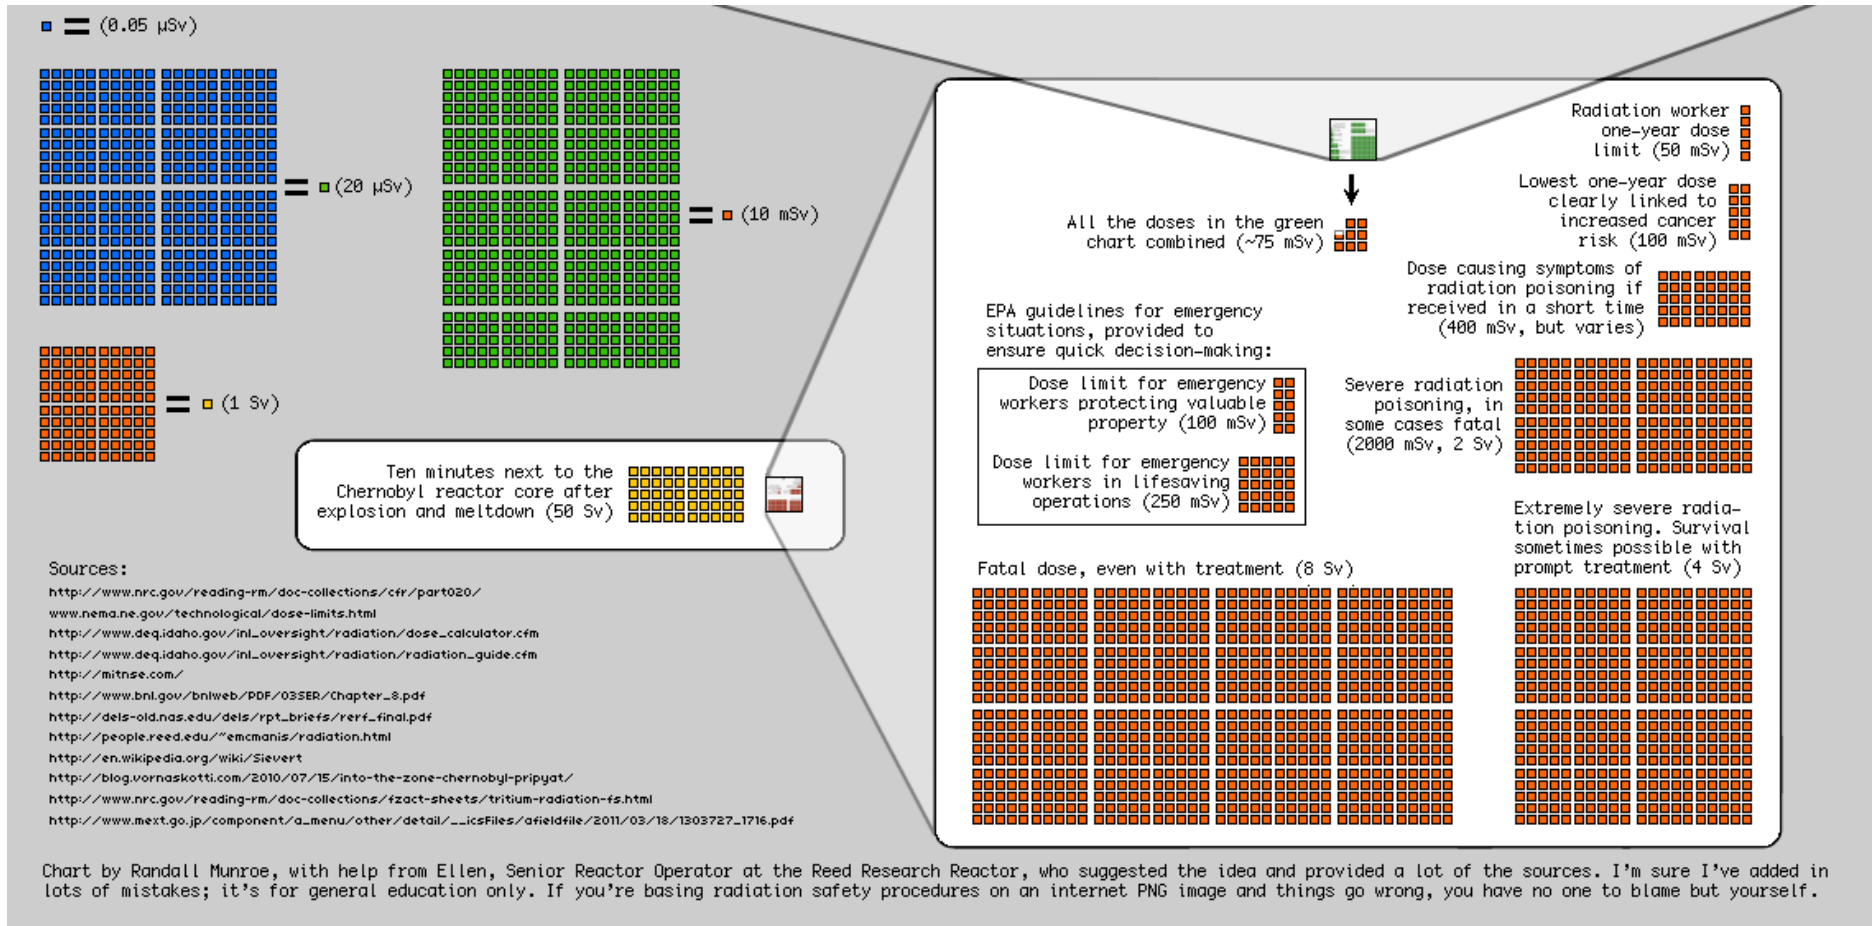 (0.05 µSv)
(20 µSv)
(10 mSv)
(1 Sv)
Ten minutes next to the
Chernobyl reactor core after
explosion and meltdown (50 Sv)
Radiation worker
one-year dose
limit (50 mSv)
Lowest one-year dose
clearly linked to
increased cancer
risk (100 mSv)
All the doses in the green
chart combined (~75 mSv)
Dose causing symptoms of
radiation poisoning if
received in a short time
(400 mSv, but varies)
EPA guidelines for emergency
situations, provided to
ensure quick decision-making:
Dose limit for emergency
workers protecting valuable
property (100 mSv)
Dose limit for emergency
workers in lifesaving
operations (250 mSv)
Severe radiation
poisoning, in
some cases fatal
(2000 mSv, 2 Sv)
Extremely severe radia-
tion poisoning. Survival
sometimes possible with
prompt treatment (4 Sv)
Fatal dose, even with treatment (8 Sv)
Sources:
http://www.nrc.gov/reading-rm/doc-collections/cfr/part020/
www.nema.ne.gov/technological/dose-limits.html
http://www.deq.idaho.gov/inl_oversight/radiation/dose_calculator.cfm
http://www.deq.idaho.gov/inl_oversight/radiation/radiation_guide.cfm
http://mitnse.com/
http://www.bnl.gov/bnlweb/PDF/03SER/Chapter_8.pdf
http://dels-old.nas.edu/dels/rpt_briefs/rerf_final.pdf
http://people.reed.edu/~emcmanis/radiation.html
http://en.wikipedia.org/wiki/Sievert
http://blog.vornaskotti.com/2010/07/15/into-the-zone-chernobyl-pripyat/
http://www.nrc.gov/reading-rm/doc-collections/fzact-sheets/tritium-radiation-fs.html
http://www.mext.go.jp/component/a_menu/other/detail/__icsFiles/afieldfile/2011/03/18/1303727_1716.pdf
Chart by Randall Munroe, with help from Ellen, Senior Reactor Operator at the Reed Research Reactor, who suggested the idea and provided a lot of the sources. I'm sure I've added in
lots of mistakes; it's for general education only. If you're basing radiation safety procedures on an internet PNG image and things go wrong, you have no one to blame but yourself.